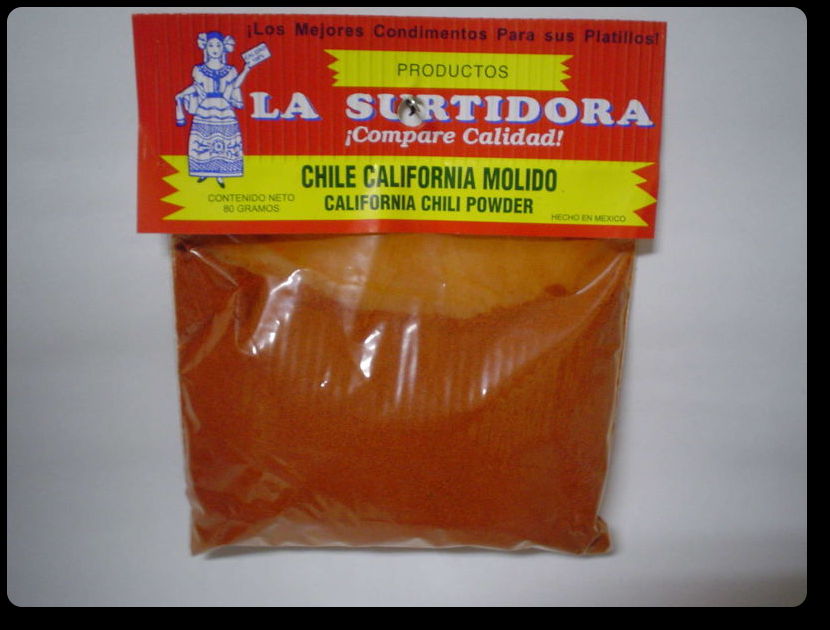 ¡Los Mejores Condimentos Para sus Platillos!
PRODUCTOS
LA SURTIDORA
¡Compare Calidad!
CHILE CALIFORNIA MOLIDO
CALIFORNIA CHILI POWDER
CONTENIDO NETO
80 GRAMOS
HECHO EN MEXICO